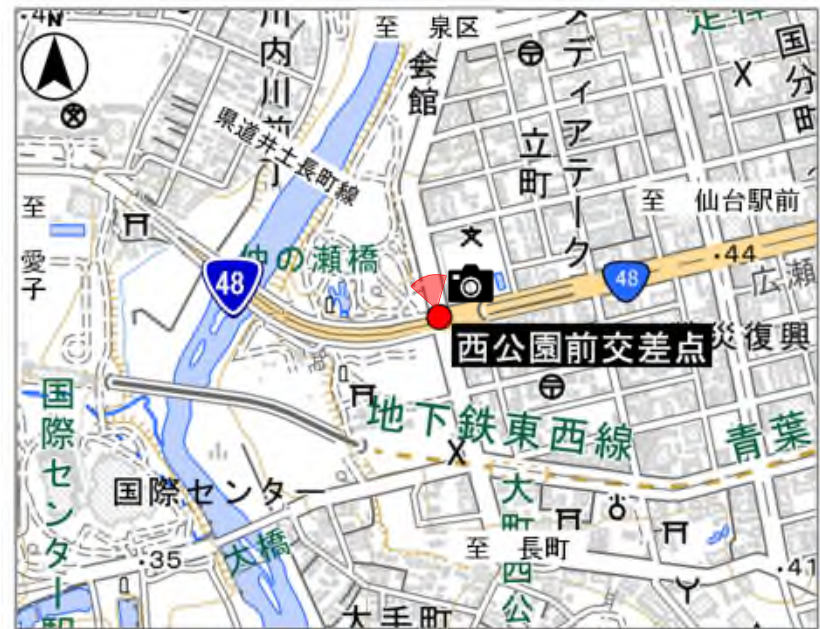 N
至 泉区
川内川前丁
会館
メディアテーク
立町
国分町
県道井土長町線
至 仙台駅前
至 愛子
仲の瀬橋
48
48
・44
広瀬
西公園前交差点
災復興
国際センター駅
地下鉄東西線
青葉
国際センター
大町西公
大橋
至 長町
・35
・41
大手町